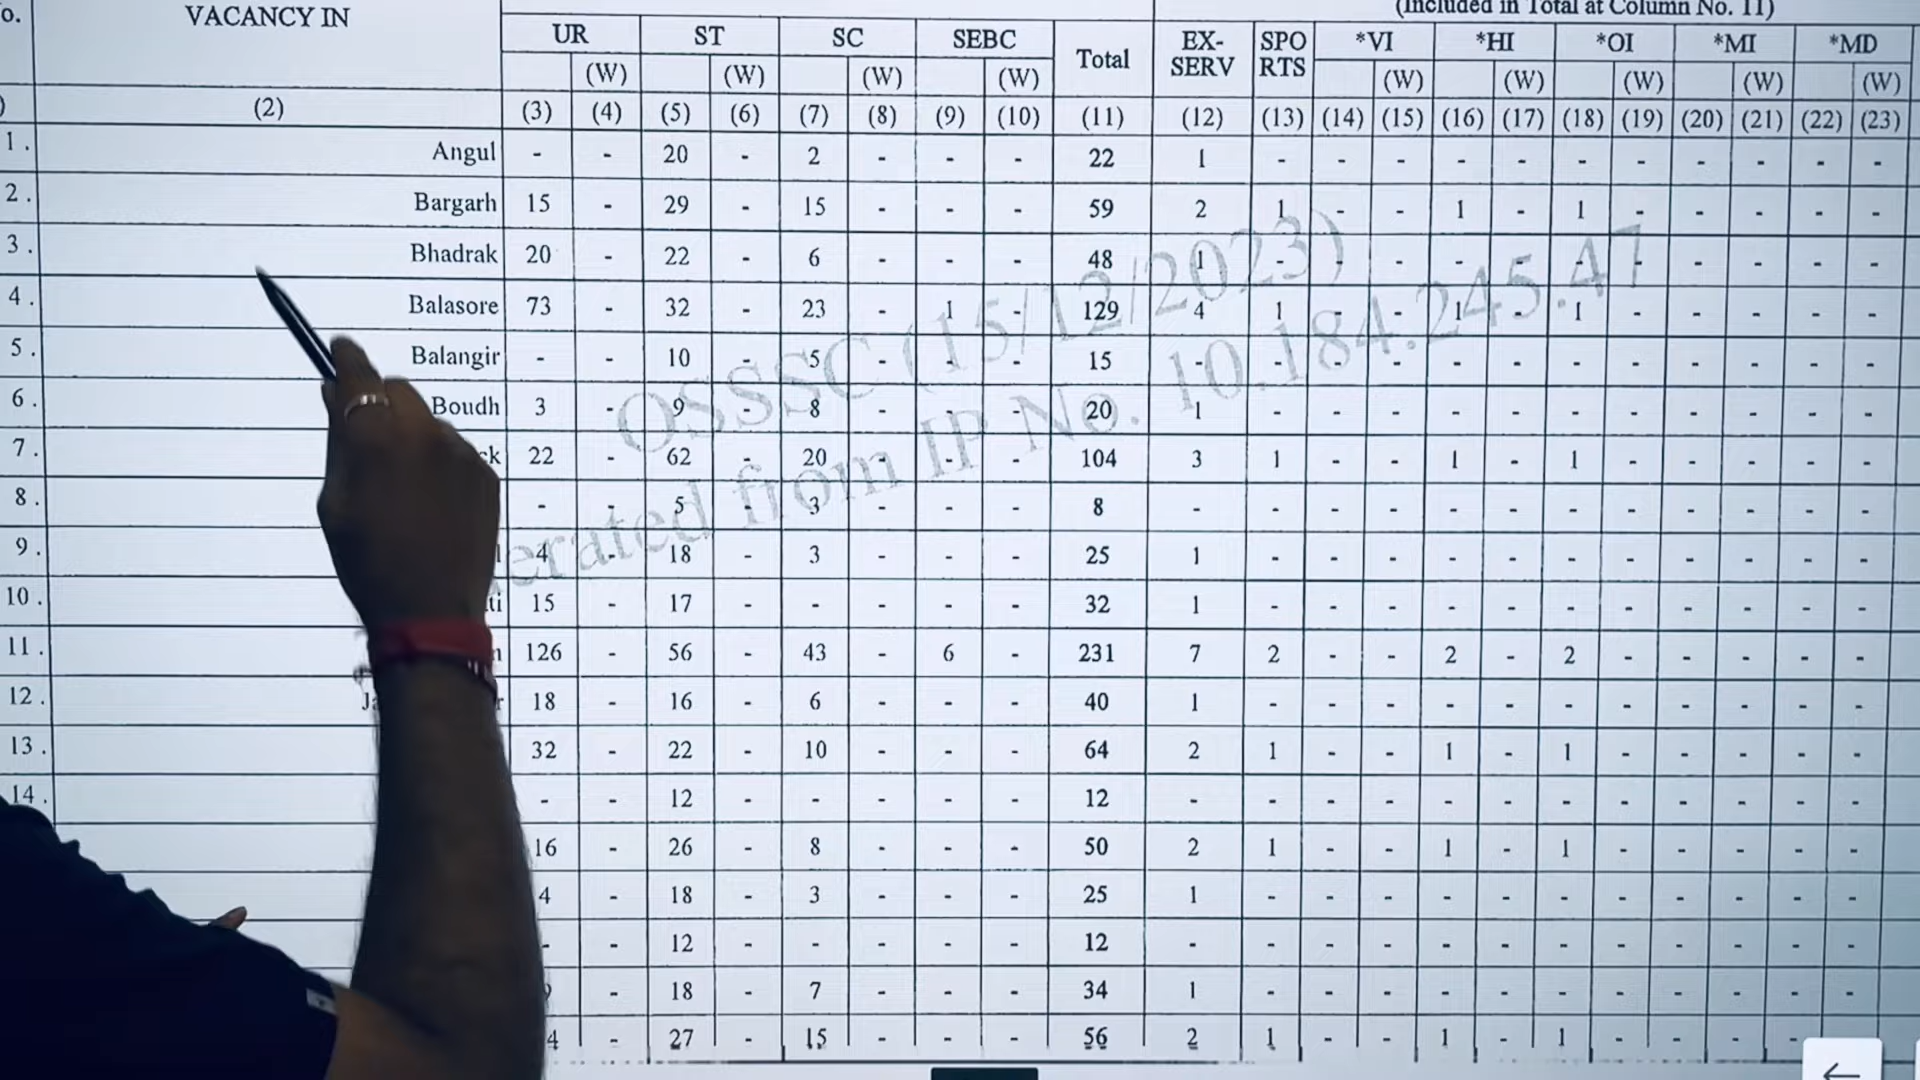 o. VACANCY IN (Included in Total at Column No. 11)
UR ST SC SEBC Total EX-SERV SPORTS *VI *HI *OI *MI *MD
(W) (W) (W) (W) (W) (W) (W) (W) (W)
) (2) (3) (4) (5) (6) (7) (8) (9) (10) (11) (12) (13) (14) (15) (16) (17) (18) (19) (20) (21) (22) (23)
1. Angul - - 20 - 2 - - - 22 1 - - - - - - - - - - -
2. Bargarh 15 - 29 - 15 - - - 59 2 1 - - 1 - 1 - - - - -
3. Bhadrak 20 - 22 - 6 - - - 48 1 - - - - - - - - - - -
4. Balasore 73 - 32 - 23 - 1 - 129 4 1 - - 1 - 1 - - - - -
5. Balangir - - 10 - 5 - - - 15 - - - - - - - - - - - -
6. Boudh 3 - 9 - 8 - - - 20 1 - - - - - - - - - - -
7. ck 22 - 62 - 20 - - - 104 3 1 - - 1 - 1 - - - - -
8. - - 5 - 3 - - - 8 - - - - - - - - - - - -
9. l 4 - 18 - 3 - - - 25 1 - - - - - - - - - - -
10. ti 15 - 17 - - - - - 32 1 - - - - - - - - - - -
11. 126 - 56 - 43 - 6 - 231 7 2 - - 2 - 2 - - - - -
12. Ja r 18 - 16 - 6 - - - 40 1 - - - - - - - - - - -
13. 32 - 22 - 10 - - - 64 2 1 - - 1 - 1 - - - - -
14. - - 12 - - - - - 12 - - - - - - - - - - - -
16 - 26 - 8 - - - 50 2 1 - - 1 - 1 - - - - -
4 - 18 - 3 - - - 25 1 - - - - - - - - - - -
- - 12 - - - - - 12 - - - - - - - - - - - -
- 18 - 7 - - - 34 1 - - - - - - - - - - -
4 - 27 - 15 - - - 56 2 1 - - 1 - 1 - - - -
OSSSC (15/12/2023)
erated from IP No. 10.184.245.47